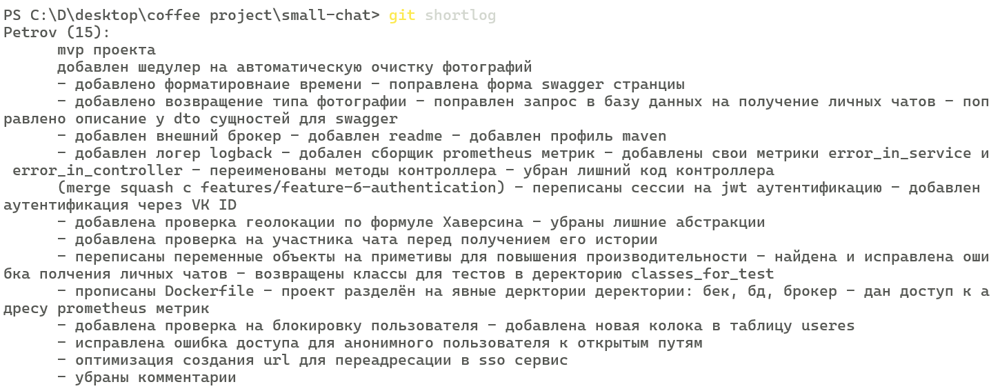 PS C:\D\desktop\coffee project\small-chat> git shortlog
Petrov (15):
      mvp проекта
      добавлен шедулер на автоматическую очистку фотографий
      - добавлено форматировнаие времени - поправлена форма swagger странциы
      - добавлено возвращение типа фотографии - поправлен запрос в базу данных на получение личных чатов - поп
равлено описание у dto сущностей для swagger
      - добавлен внешний брокер - добавлен readme - добавлен профиль maven
      - добавлен логер logback - добален сборщик prometheus метрик - добавлены свои метрики error_in_service и
 error_in_controller - переименованы методы контроллера - убран лишний код контроллера
      (merge squash с features/feature-6-authentication) - переписаны сессии на jwt аутентификацию - добавлен
аутентификация через VK ID
      - добавлена проверка геолокации по формуле Хаверсина - убраны лишние абстракции
      - добавлена проверка на участника чата перед получением его истории
      - переписаны переменные объекты на приметивы для повышения производительности - найдена и исправлена оши
бка полчения личных чатов - возвращены классы для тестов в деректорию classes_for_test
      - прописаны Dockerfile - проект разделён на явные дерктории деректории: бек, бд, брокер - дан доступ к а
дресу prometheus метрик
      - добавлена проверка на блокировку пользователя - добавлена новая колока в таблицу useres
      - исправлена ошибка доступа для анонимного пользователя к открытым путям
      - оптимизация создания url для переадресации в sso сервис
      - убраны комментарии